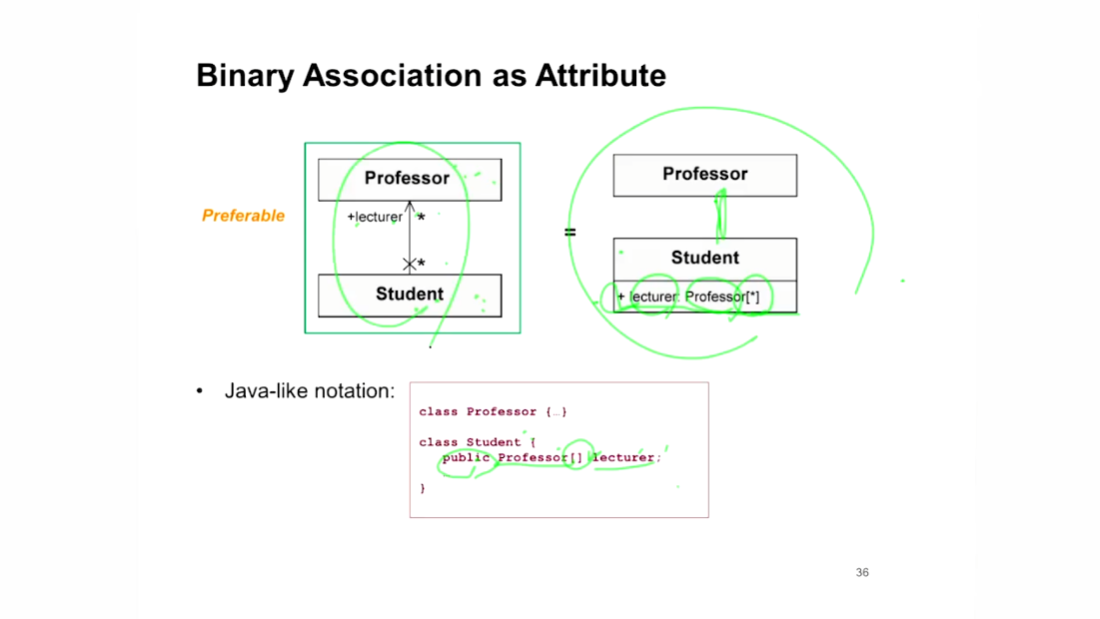 Binary Association as Attribute
Preferable
Professor
+lecturer *
*
Student
=
Professor
Student
+ lecturer: Professor[*]
• Java-like notation:
class Professor {…}
class Student {
public Professor[] lecturer;
}
36